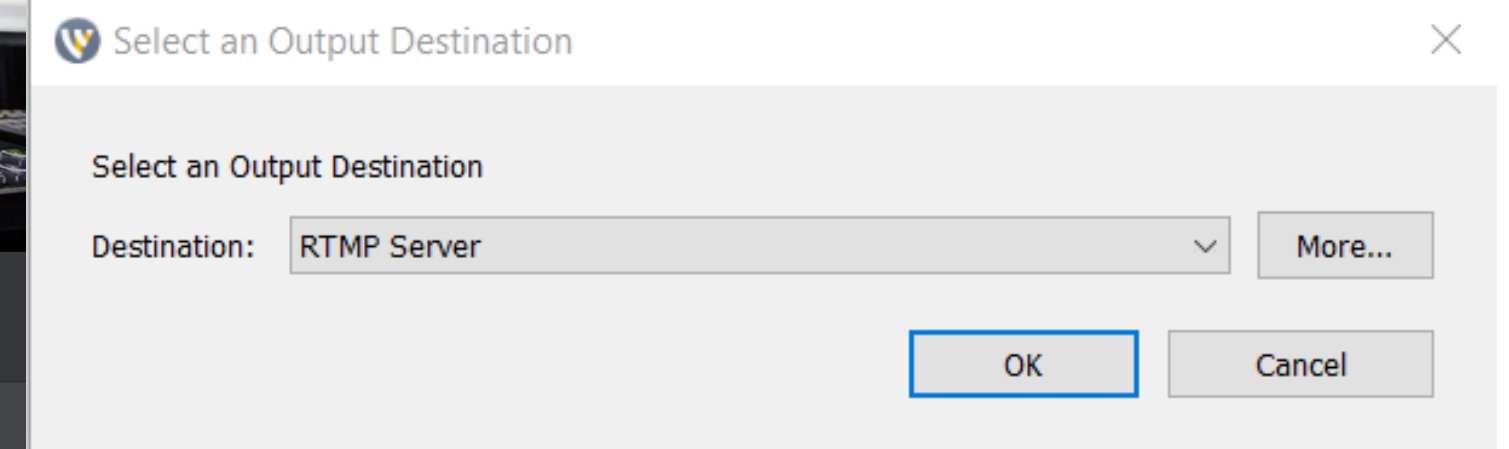 Select an Output Destination
Select an Output Destination
Destination: RTMP Server More...
OK Cancel